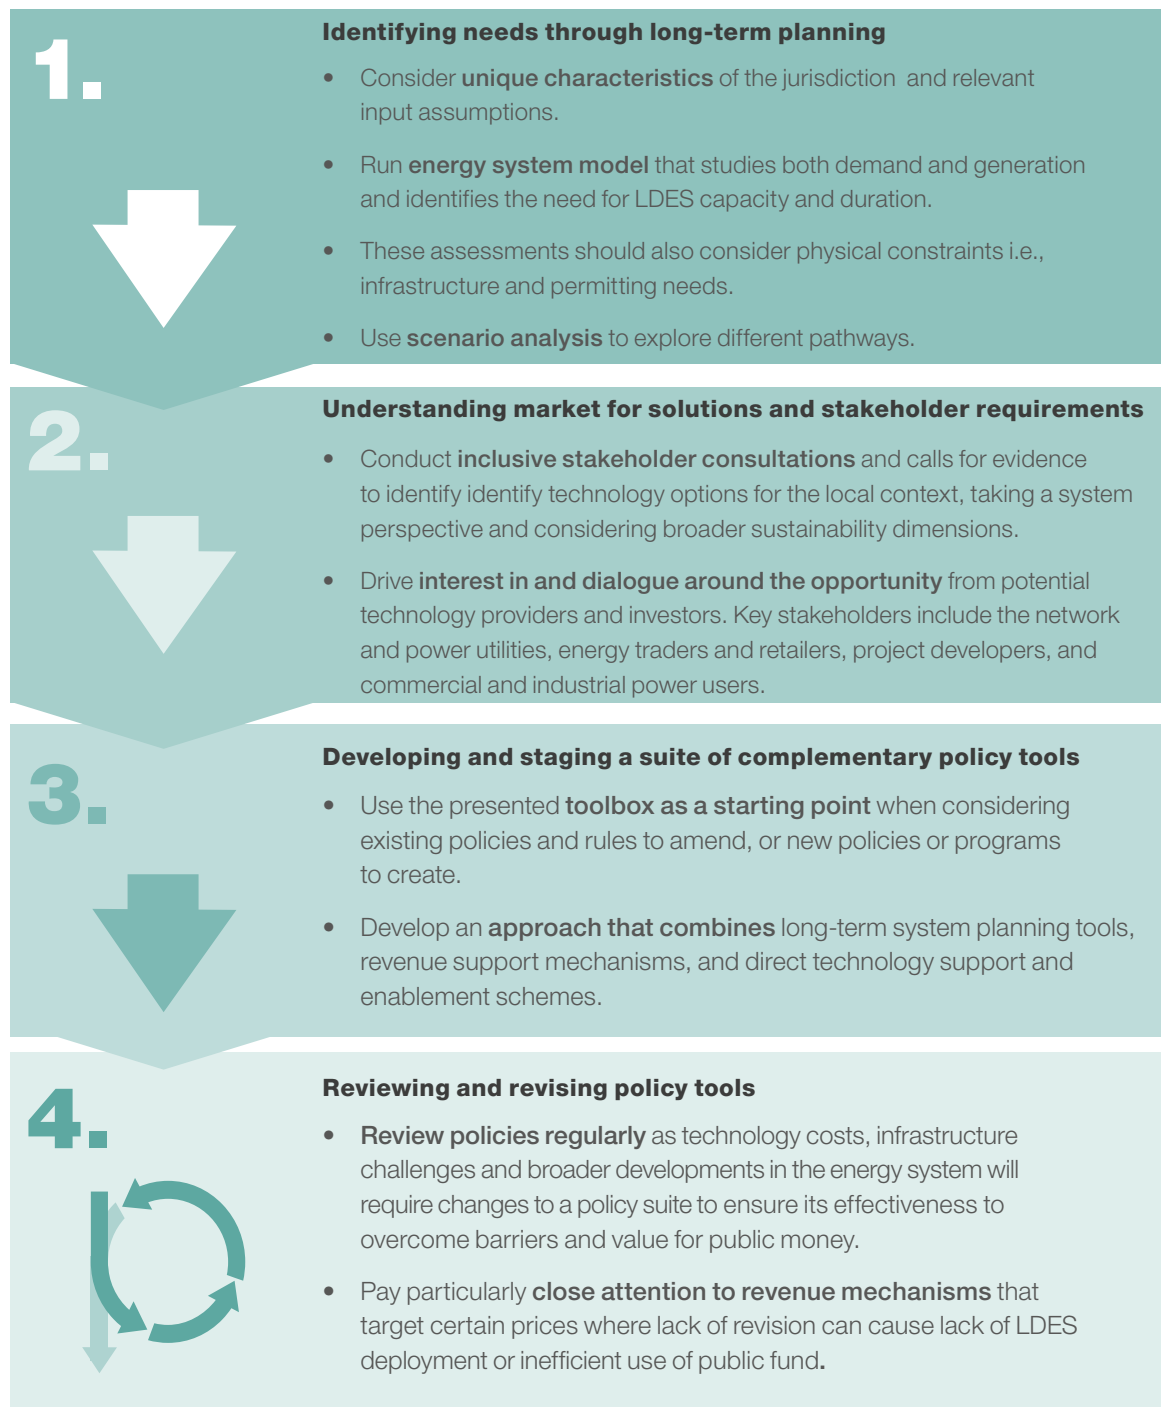 1.
Identifying needs through long-term planning
• Consider unique characteristics of the jurisdiction and relevant
input assumptions.
• Run energy system model that studies both demand and generation
and identifies the need for LDES capacity and duration.
• These assessments should also consider physical constraints i.e.,
infrastructure and permitting needs.
• Use scenario analysis to explore different pathways.
2.
Understanding market for solutions and stakeholder requirements
• Conduct inclusive stakeholder consultations and calls for evidence
to identify identify technology options for the local context, taking a system
perspective and considering broader sustainability dimensions.
• Drive interest in and dialogue around the opportunity from potential
technology providers and investors. Key stakeholders include the network
and power utilities, energy traders and retailers, project developers, and
commercial and industrial power users.
3.
Developing and staging a suite of complementary policy tools
• Use the presented toolbox as a starting point when considering
existing policies and rules to amend, or new policies or programs
to create.
• Develop an approach that combines long-term system planning tools,
revenue support mechanisms, and direct technology support and
enablement schemes.
4.
Reviewing and revising policy tools
• Review policies regularly as technology costs, infrastructure
challenges and broader developments in the energy system will
require changes to a policy suite to ensure its effectiveness to
overcome barriers and value for public money.
• Pay particularly close attention to revenue mechanisms that
target certain prices where lack of revision can cause lack of LDES
deployment or inefficient use of public fund.